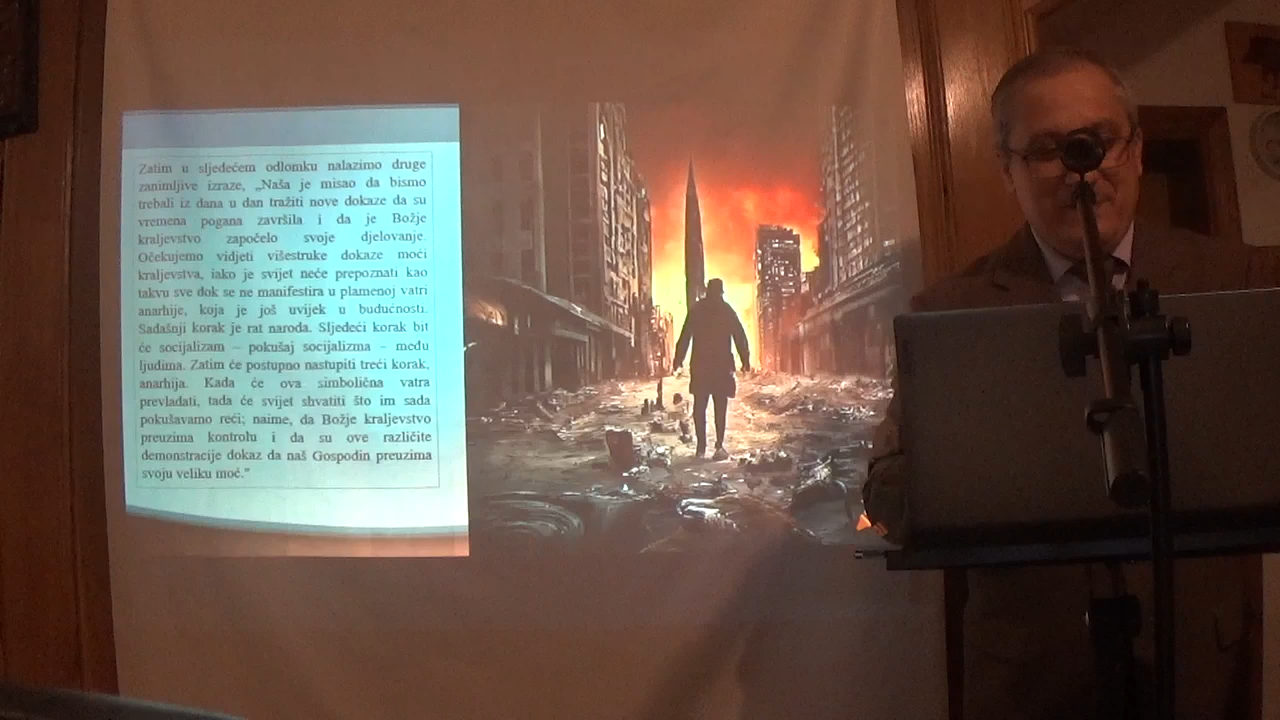 Zatim u sljedećem odlomku nalazimo druge
zanimljive izraze, „Naša je misao da bismo
trebali iz dana u dan tražiti nove dokaze da su
vremena pogana završila i da je Božje
kraljevstvo započelo svoje djelovanje.
Očekujemo vidjeti višestruke dokaze moći
kraljevstva, iako je svijet neće prepoznati kao
takvu sve dok se ne manifestira u plamenoj vatri
anarhije, koja je još uvijek u budućnosti.
Sadašnji korak je rat naroda. Sljedeći korak bit
će socijalizam – pokušaj socijalizma – među
ljudima. Zatim će postupno nastupiti treći korak,
anarhija. Kada će ova simbolična vatra
prevladati, tada će svijet shvatiti što im sada
pokušavamo reći; naime, da Božje kraljevstvo
preuzima kontrolu i da su ove različite
demonstracije dokaz da naš Gospodin preuzima
svoju veliku moć.“